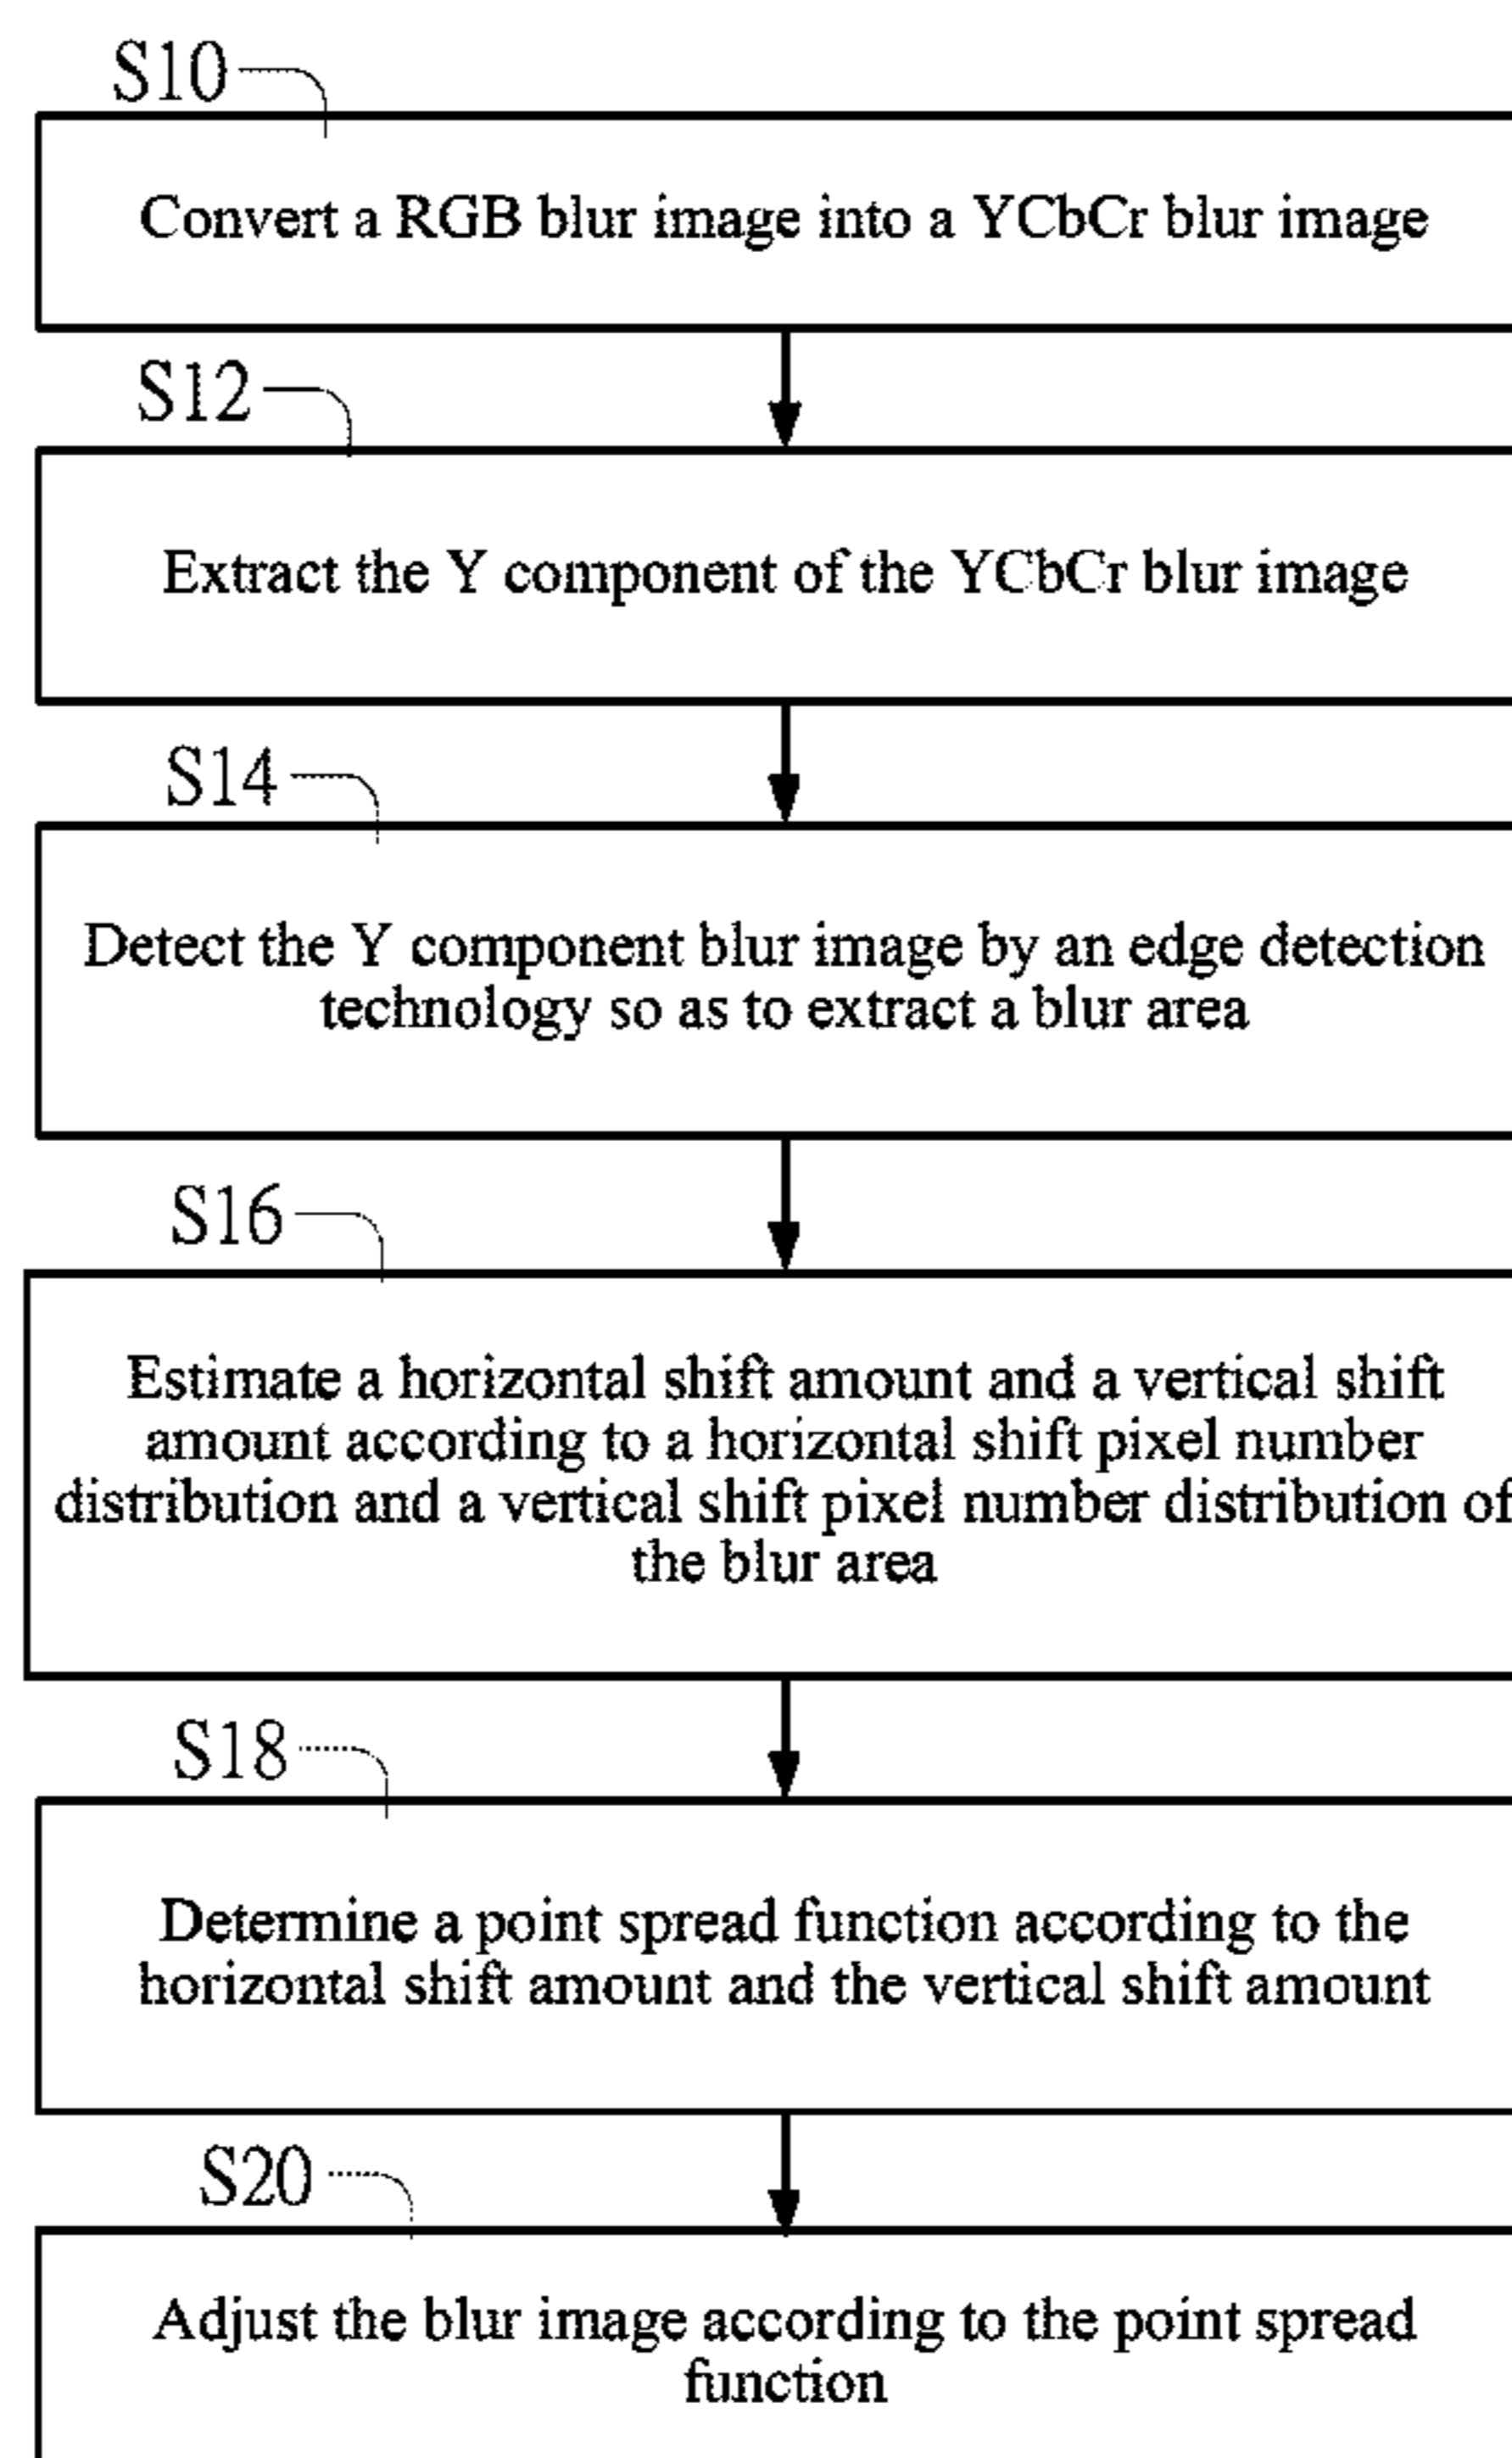 S10
Convert a RGB blur image into a YCbCr blur image
S12
Extract the Y component of the YCbCr blur image
S14
Detect the Y component blur image by an edge detection
technology so as to extract a blur area
S16
Estimate a horizontal shift amount and a vertical shift
amount according to a horizontal shift pixel number
distribution and a vertical shift pixel number distribution of
the blur area
S18
Determine a point spread function according to the
horizontal shift amount and the vertical shift amount
S20
Adjust the blur image according to the point spread
function